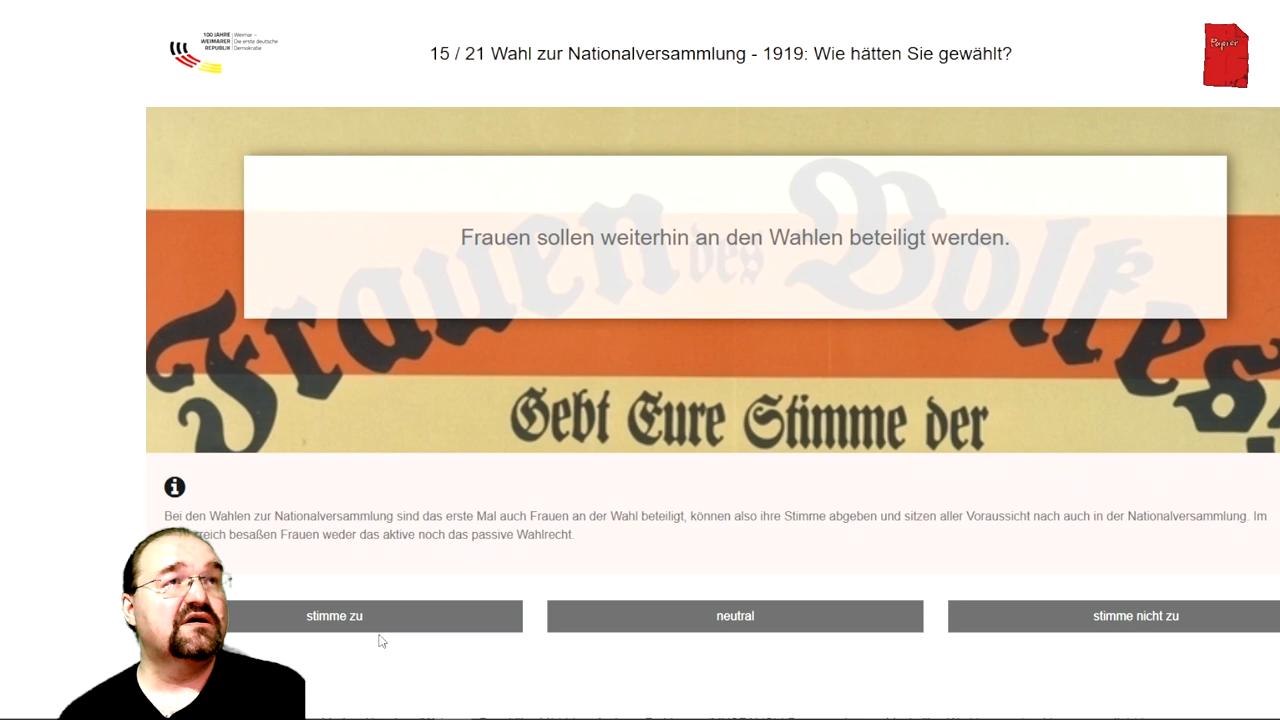 100 JAHRE
WEIMARER
REPUBLIK
Weimar –
Die erste deutsche
Demokratie
15 / 21 Wahl zur Nationalversammlung - 1919: Wie hätten Sie gewählt?
Papier
Frauen sollen weiterhin an den Wahlen beteiligt werden.
Frauen des Volkes
Gebt Eure Stimme der
Bei den Wahlen zur Nationalversammlung sind das erste Mal auch Frauen an der Wahl beteiligt, können also ihre Stimme abgeben und sitzen aller Voraussicht nach auch in der Nationalversammlung. Im
reich besaßen Frauen weder das aktive noch das passive Wahlrecht.
stimme zu
neutral
stimme nicht zu